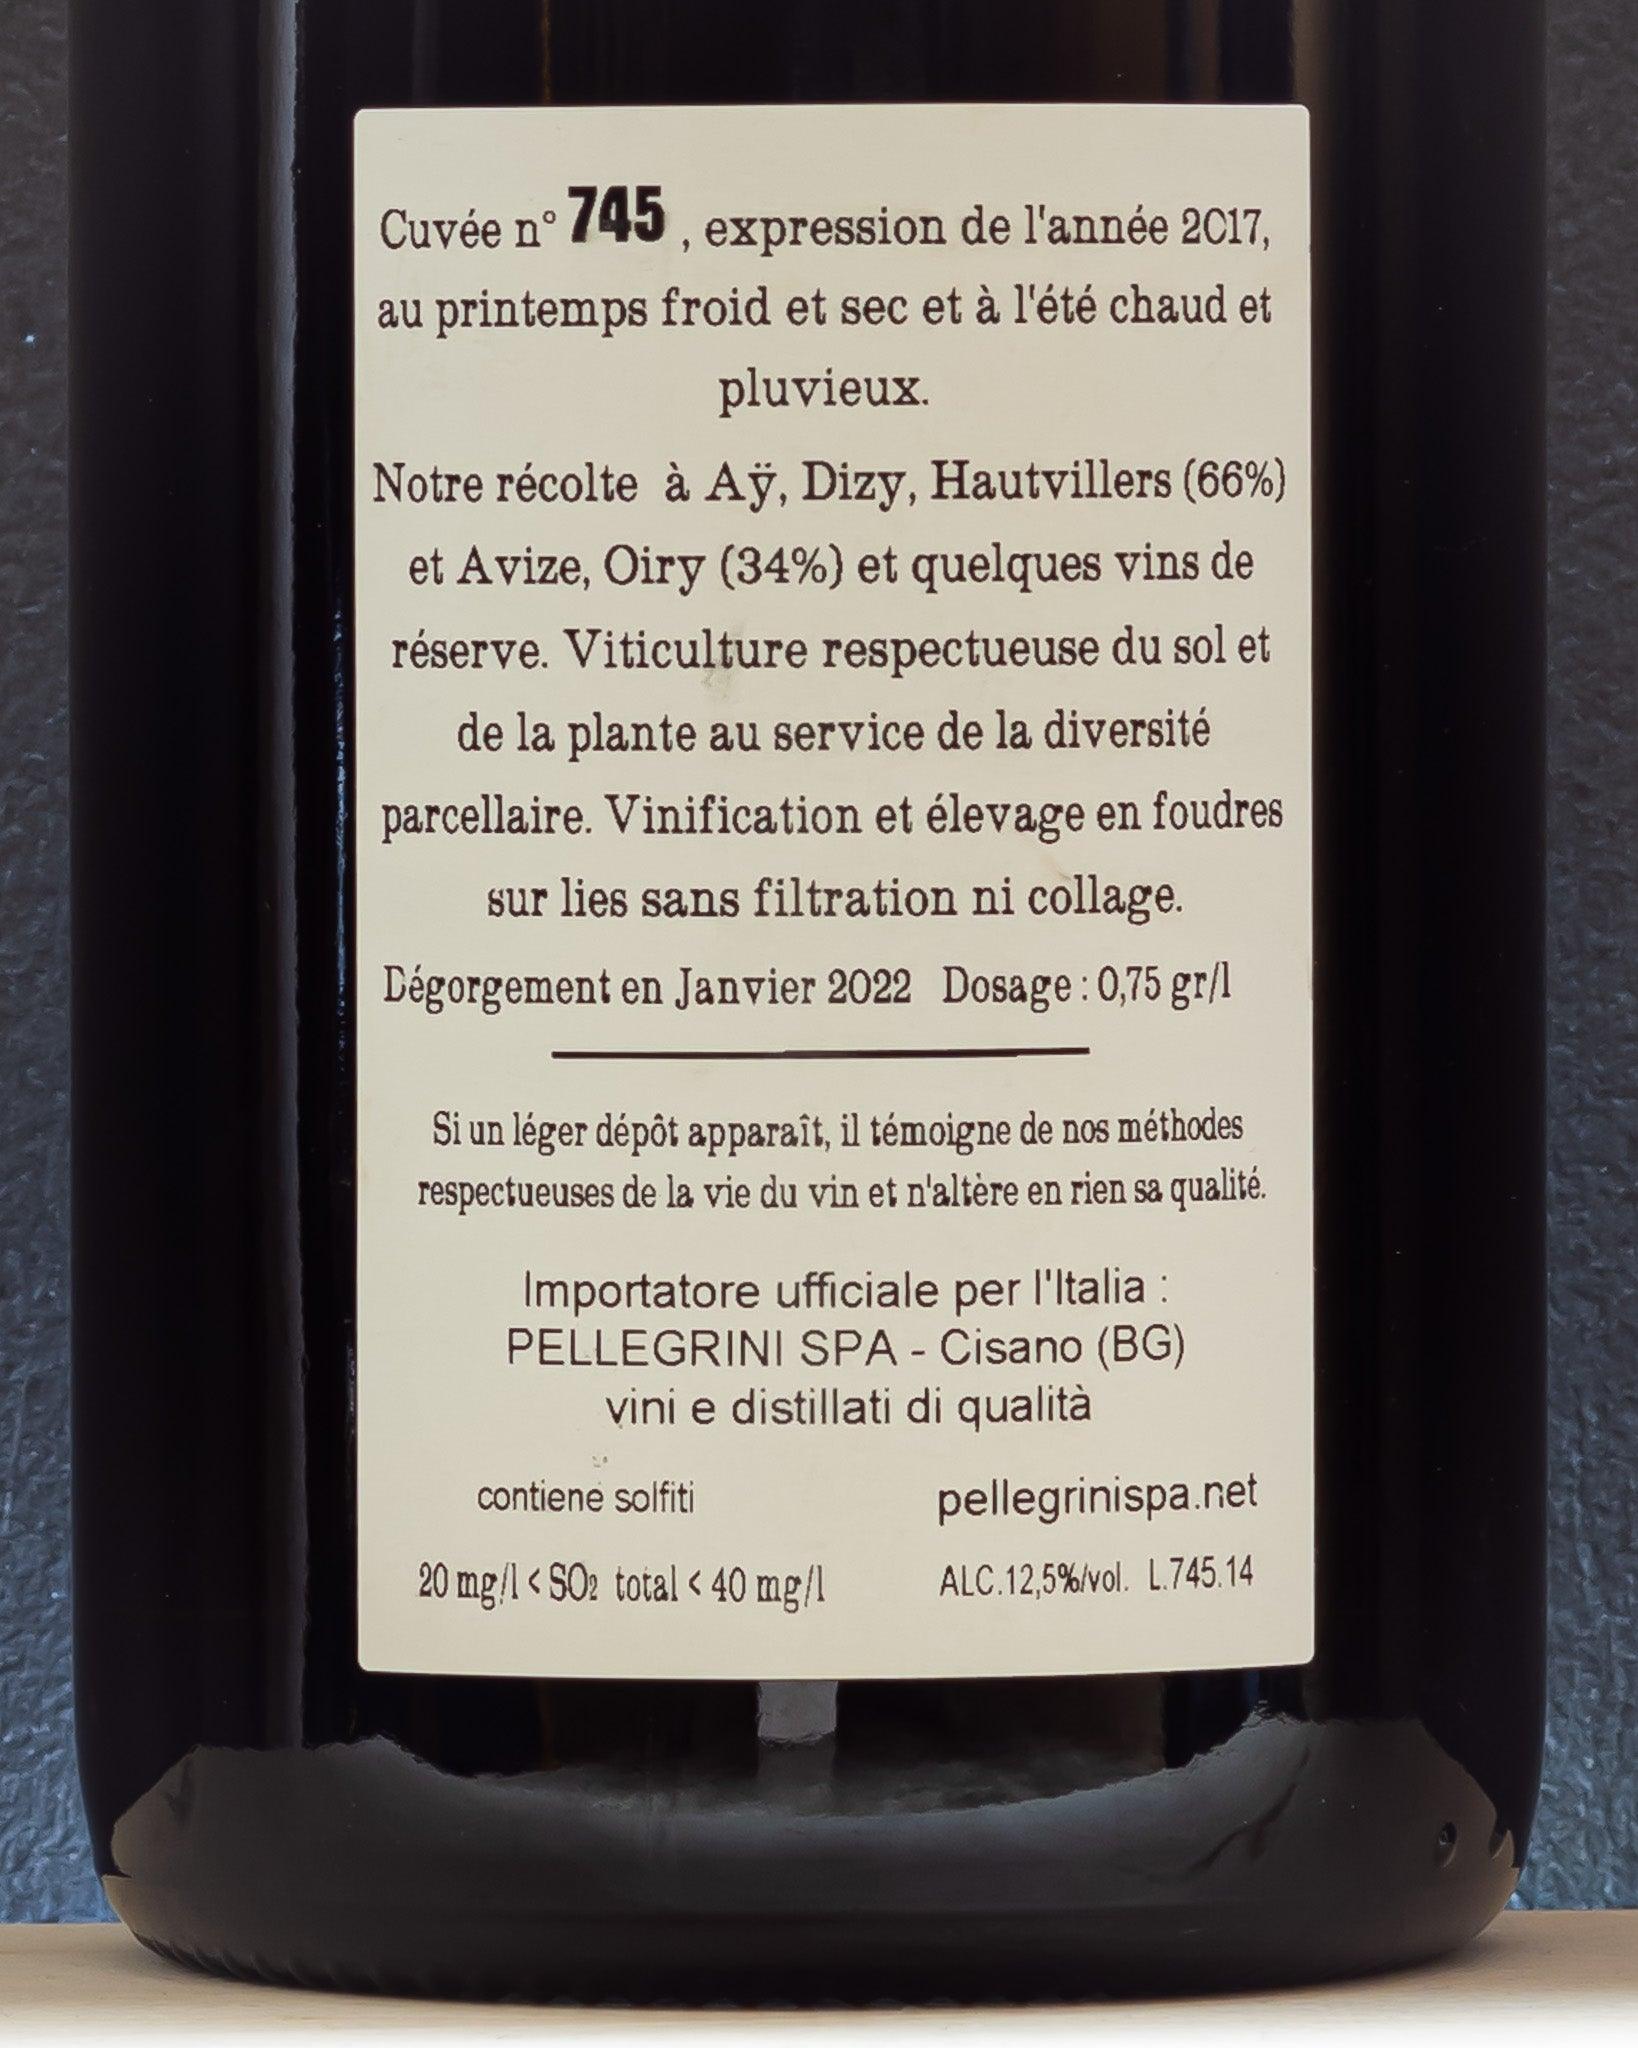 Cuvée n° 745 , expression de l'année 2017,
au printemps froid et sec et à l'été chaud et
pluvieux.
Notre récolte à Aÿ, Dizy, Hautvillers (66%)
et Avize, Oiry (34%) et quelques vins de
réserve. Viticulture respectueuse du sol et
de la plante au service de la diversité
parcellaire. Vinification et élevage en foudres
sur lies sans filtration ni collage.
Dégorgement en Janvier 2022 Dosage : 0,75 gr/l
Si un léger dépôt apparaît, il témoigne de nos méthodes
respectueuses de la vie du vin et n'altère en rien sa qualité.
Importatore ufficiale per l'Italia :
PELLEGRINI SPA - Cisano (BG)
vini e distillati di qualità
contiene solfiti pellegrinispa.net
20 mg/l < SO₂ total < 40 mg/l ALC.12,5%/vol. L.745.14